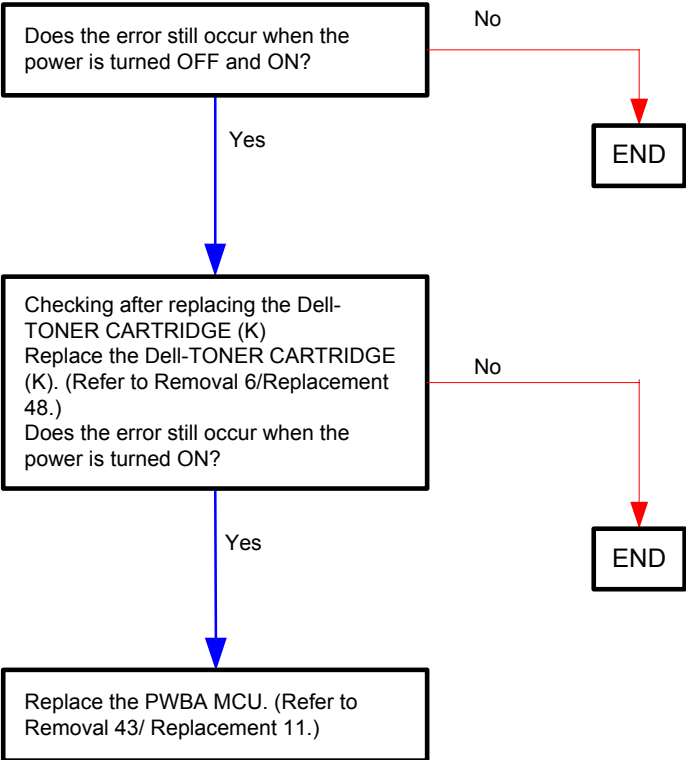 Does the error still occur when the
power is turned OFF and ON?
No
END
Yes
Checking after replacing the Dell-
TONER CARTRIDGE (K)
Replace the Dell-TONER CARTRIDGE
(K). (Refer to Removal 6/Replacement
48.)
Does the error still occur when the
power is turned ON?
No
END
Yes
Replace the PWBA MCU. (Refer to
Removal 43/ Replacement 11.)